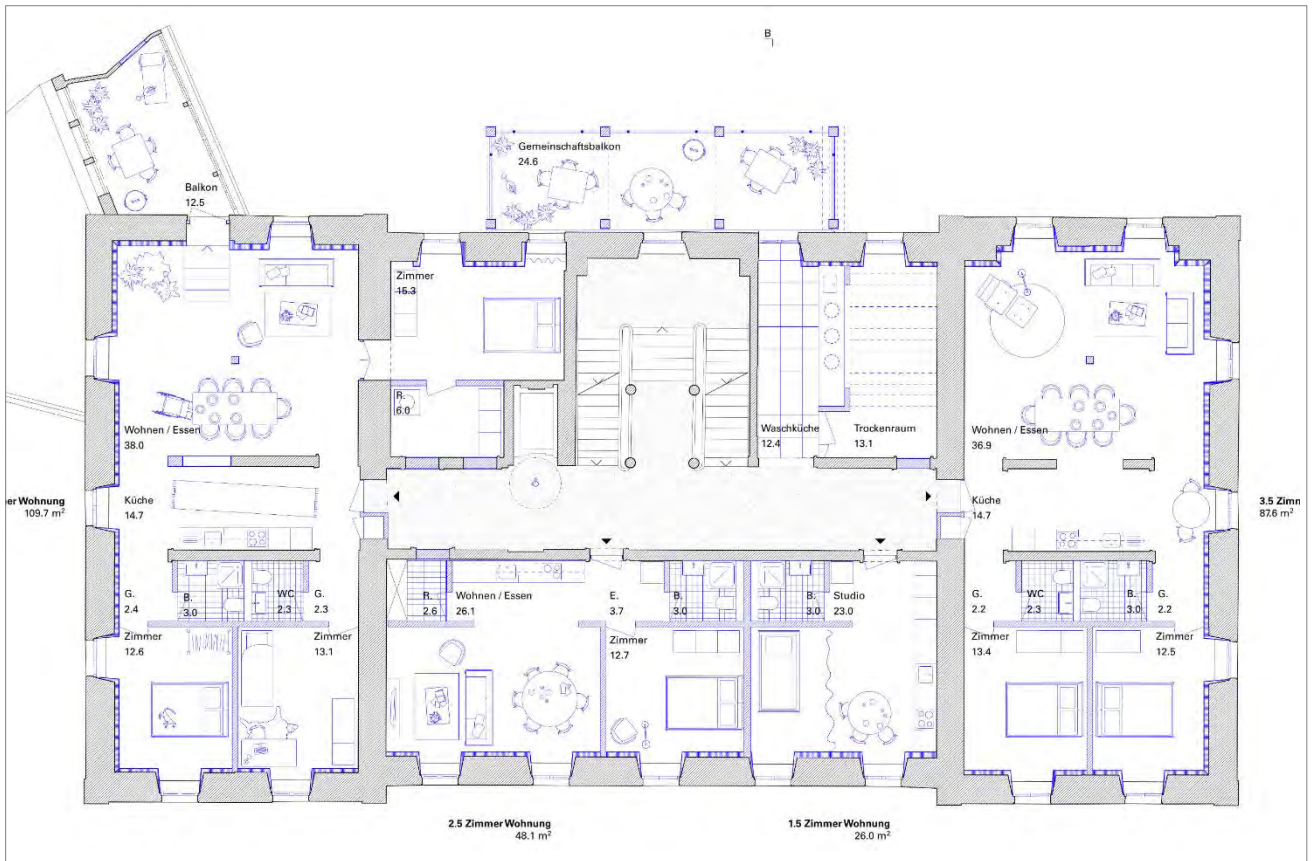 B
Gemeinschaftsbalkon
24.6
Balkon
12.5
Zimmer
15.3
R.
6.0
Wohnen / Essen
38.0
Waschküche
12.4
Trockenraum
13.1
Wohnen / Essen
36.9
er Wohnung
109.7 m²
Küche
14.7
Küche
14.7
3.5 Zimm
87.6 m²
G.
2.4
B.
3.0
WC
2.3
G.
2.3
R.
2.6
Wohnen / Essen
26.1
E.
3.7
B.
3.0
B.
3.0
Studio
23.0
G.
2.2
WC
2.3
B.
3.0
G.
2.2
Zimmer
12.6
Zimmer
13.1
Zimmer
12.7
Zimmer
13.4
Zimmer
12.5
2.5 Zimmer Wohnung
48.1 m²
1.5 Zimmer Wohnung
26.0 m²